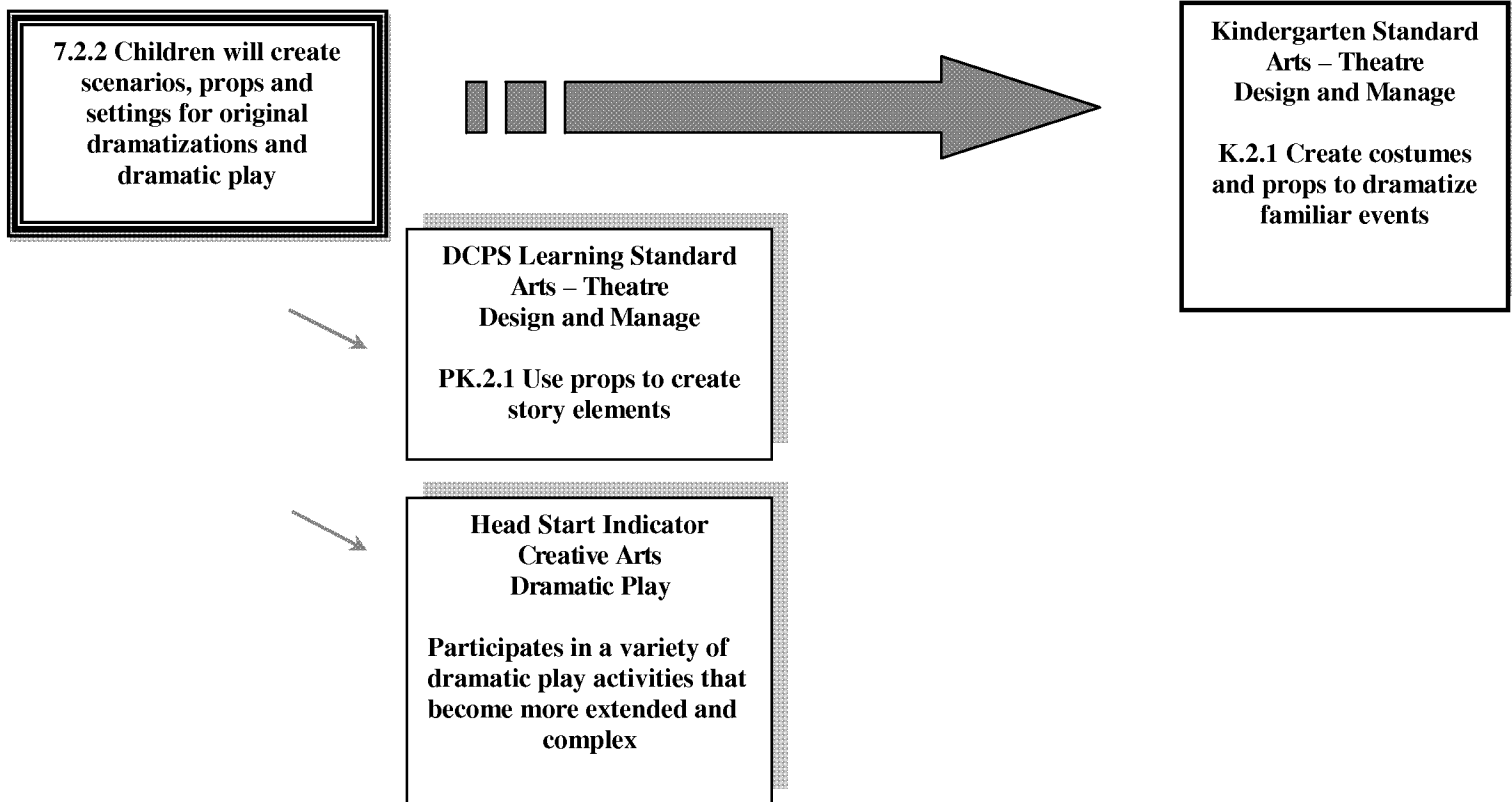 7.2.2 Children will create
scenarios, props and
settings for original
dramatizations and
dramatic play
Kindergarten Standard
Arts – Theatre
Design and Manage
K.2.1 Create costumes
and props to dramatize
familiar events
DCPS Learning Standard
Arts – Theatre
Design and Manage
PK.2.1 Use props to create
story elements
Head Start Indicator
Creative Arts
Dramatic Play
Participates in a variety of
dramatic play activities that
become more extended and
complex